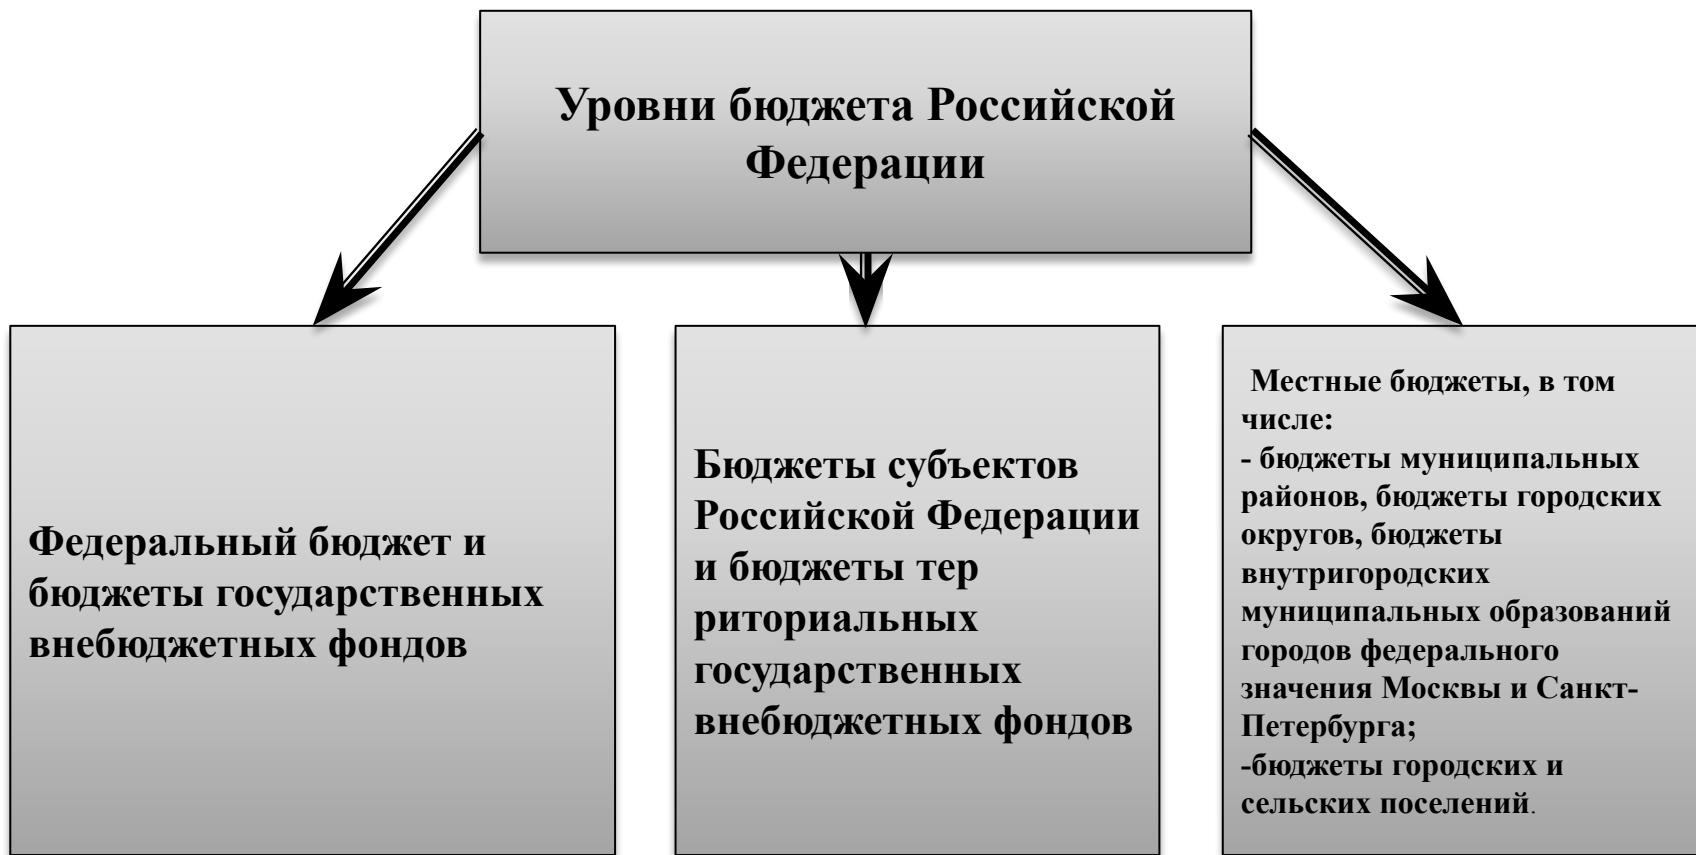 Уровни бюджета Российской
Федерации
Федеральный бюджет и
бюджеты государственных
внебюджетных фондов
Бюджеты субъектов
Российской Федерации
и бюджеты тер
риториальных
государственных
внебюджетных фондов
Местные бюджеты, в том
числе:
- бюджеты муниципальных
районов, бюджеты городских
округов, бюджеты
внутригородских
муниципальных образований
городов федерального
значения Москвы и Санкт-
Петербурга;
-бюджеты городских и
сельских поселений.